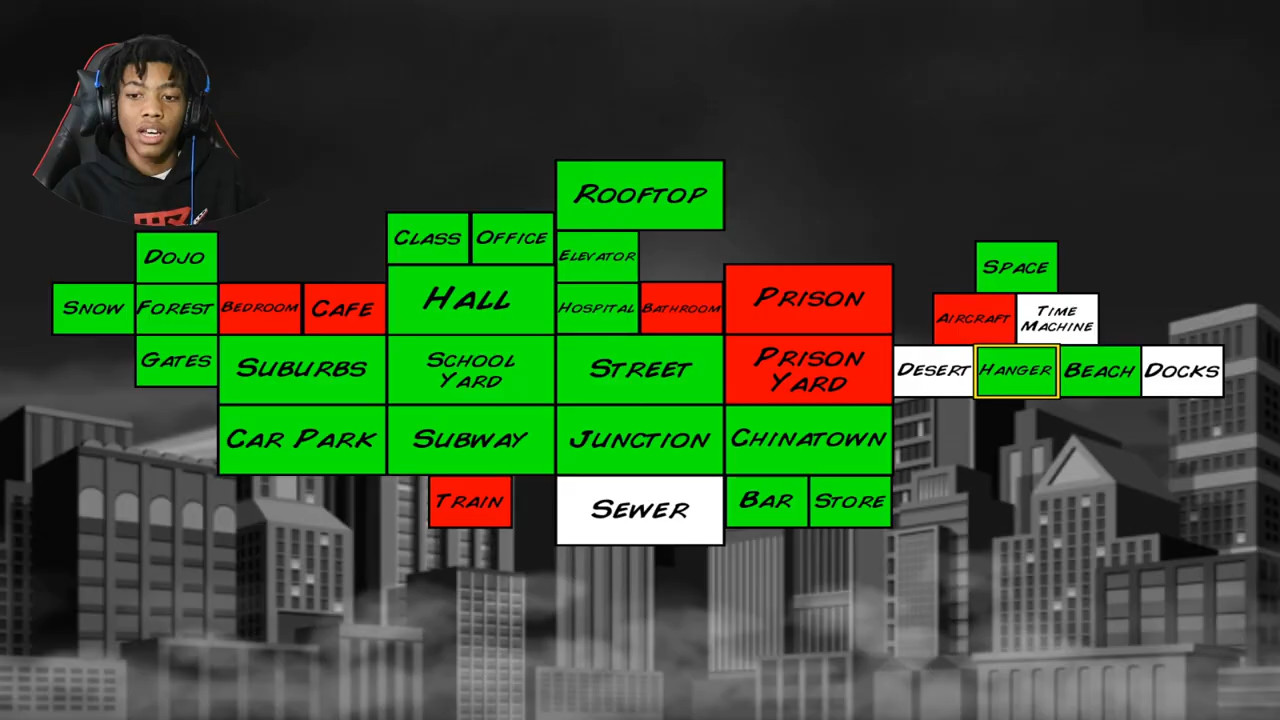 Rooftop
Class
Office
Elevator
Dojo
Space
Snow
Forest
Bedroom
Cafe
Hall
Hospital
Bathroom
Prison
Aircraft
Time
Machine
Gates
Suburbs
School
Yard
Street
Prison
Yard
Desert
Hanger
Beach
Docks
Car Park
Subway
Junction
Chinatown
Train
Sewer
Bar
Store